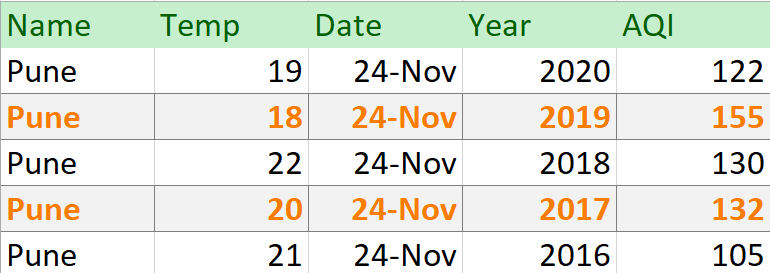 Name Temp Date Year AQI
Pune 19 24-Nov 2020 122
Pune 18 24-Nov 2019 155
Pune 22 24-Nov 2018 130
Pune 20 24-Nov 2017 132
Pune 21 24-Nov 2016 105